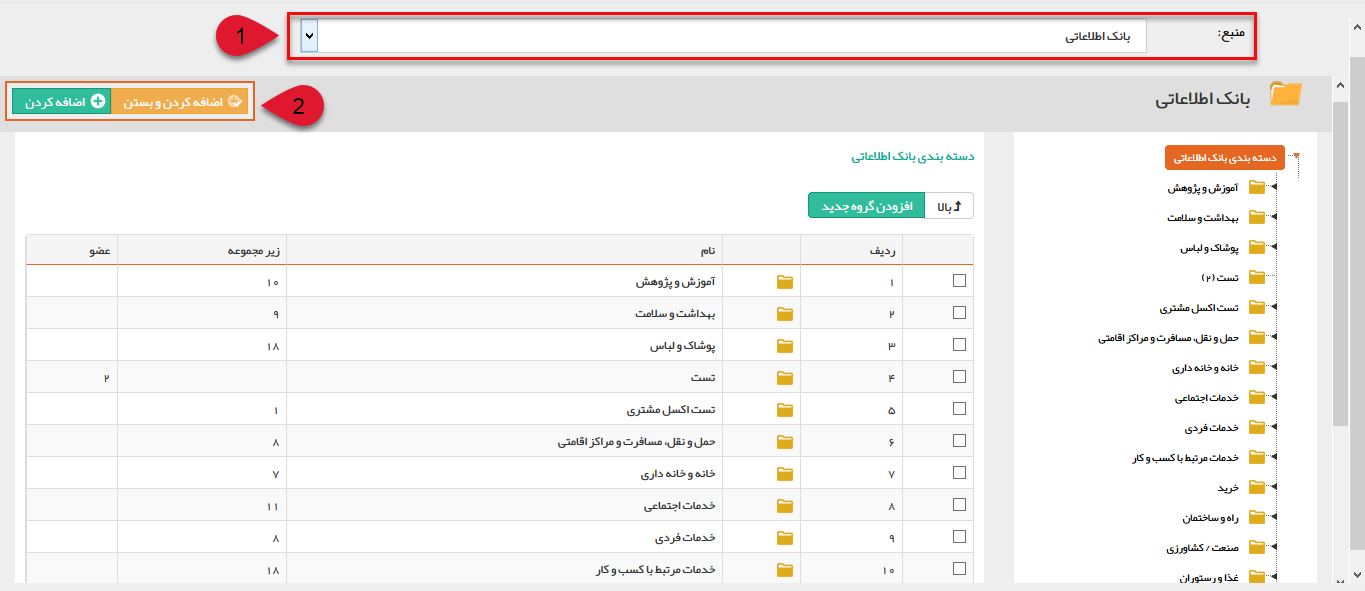 منبع: بانک اطلاعاتی
1
بانک اطلاعاتی
اضافه کردن و بستن
اضافه کردن
2
دسته بندی بانک اطلاعاتی
آموزش و پژوهش
بهداشت و سلامت
پوشاک و لباس
تست (۲)
تست اکسل مشتری
حمل و نقل، مسافرت و مراکز اقامتی
خانه و خانه داری
خدمات اجتماعی
خدمات فردی
خدمات مرتبط با کسب و کار
خرید
راه و ساختمان
صنعت / کشاورزی
غذا و رستوران
دسته بندی بانک اطلاعاتی
بالا افزودن گروه جدید
ردیف نام زیر مجموعه عضو
۱ آموزش و پژوهش ۱۰
۲ بهداشت و سلامت ۹
۳ پوشاک و لباس ۱۸
۴ تست ۲
۵ تست اکسل مشتری ۱
۶ حمل و نقل، مسافرت و مراکز اقامتی ۸
۷ خانه و خانه داری ۷
۸ خدمات اجتماعی ۱۱
۹ خدمات فردی ۸
۱۰ خدمات مرتبط با کسب و کار ۱۸